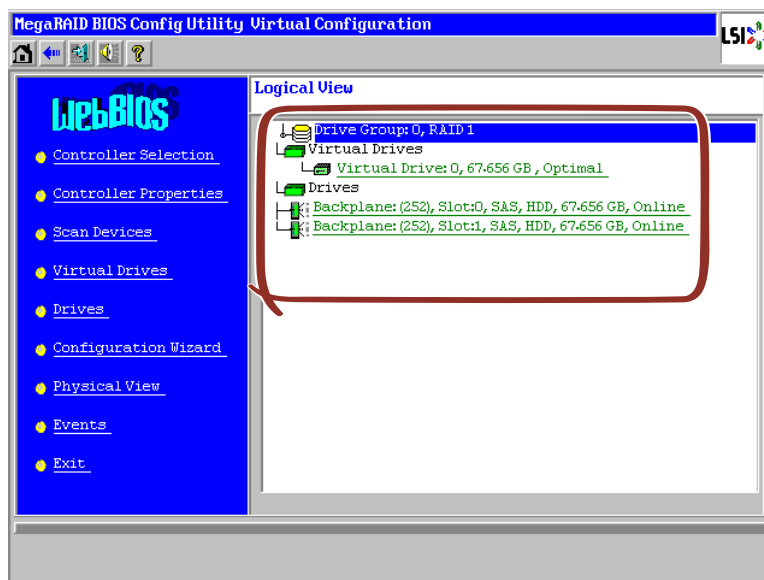 MegaRAID BIOS Config Utility Virtual Configuration
LSI
?
WebBIOS
Controller Selection
Controller Properties
Scan Devices
Virtual Drives
Drives
Configuration Wizard
Physical View
Events
Exit
Logical View
Drive Group: 0, RAID 1
Virtual Drives
Virtual Drive: 0, 67.656 GB , Optimal
Drives
Backplane: (252), Slot:0, SAS, HDD, 67.656 GB, Online
Backplane: (252), Slot:1, SAS, HDD, 67.656 GB, Online